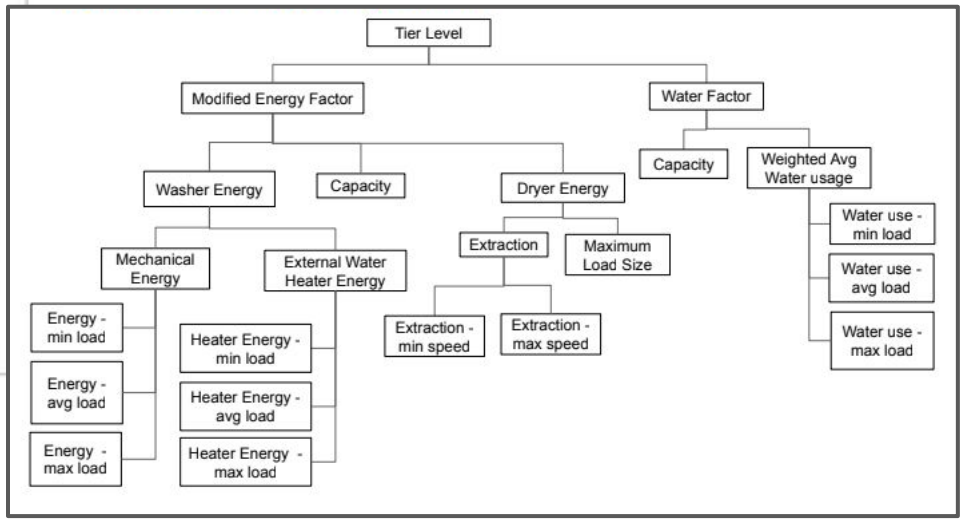 Tier Level
Modified Energy Factor
Water Factor
Washer Energy
Capacity
Dryer Energy
Capacity
Weighted Avg
Water usage
Mechanical
Energy
External Water
Heater Energy
Extraction
Maximum
Load Size
Water use -
min load
Water use -
avg load
Water use -
max load
Energy -
min load
Energy -
avg load
Energy -
max load
Heater Energy -
min load
Heater Energy -
avg load
Heater Energy -
max load
Extraction -
min speed
Extraction -
max speed